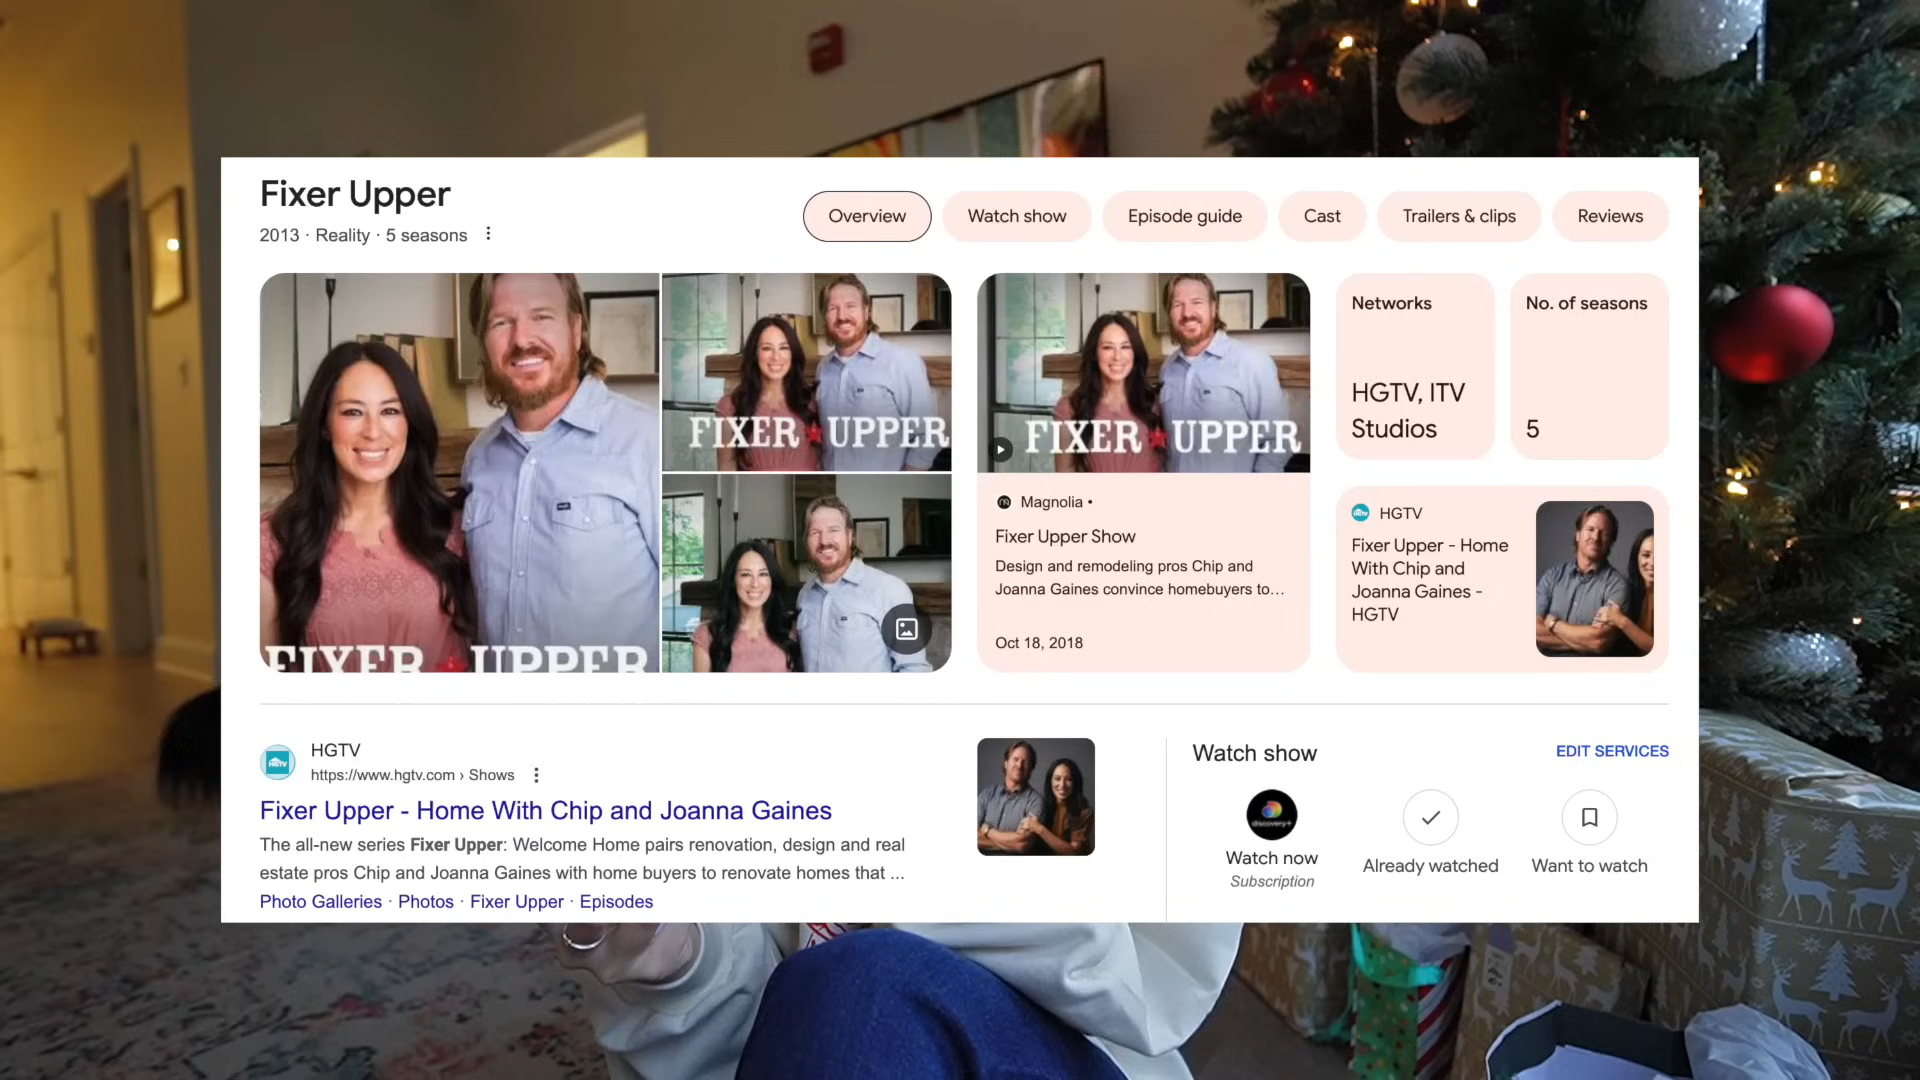 Fixer Upper
2013 · Reality · 5 seasons
Overview
Watch show
Episode guide
Cast
Trailers & clips
Reviews
FIXER UPPER
FIXER UPPER
FIXER UPPER
Magnolia •
Fixer Upper Show
Design and remodeling pros Chip and
Joanna Gaines convince homebuyers to...
Oct 18, 2018
Networks
HGTV, ITV
Studios
No. of seasons
5
HGTV
Fixer Upper - Home
With Chip and
Joanna Gaines -
HGTV
HGTV
HGTV
https://www.hgtv.com › Shows
Fixer Upper - Home With Chip and Joanna Gaines
The all-new series Fixer Upper: Welcome Home pairs renovation, design and real
estate pros Chip and Joanna Gaines with home buyers to renovate homes that ...
Photo Galleries · Photos · Fixer Upper · Episodes
Watch show
EDIT SERVICES
discovery+
Watch now
Subscription
Already watched
Want to watch